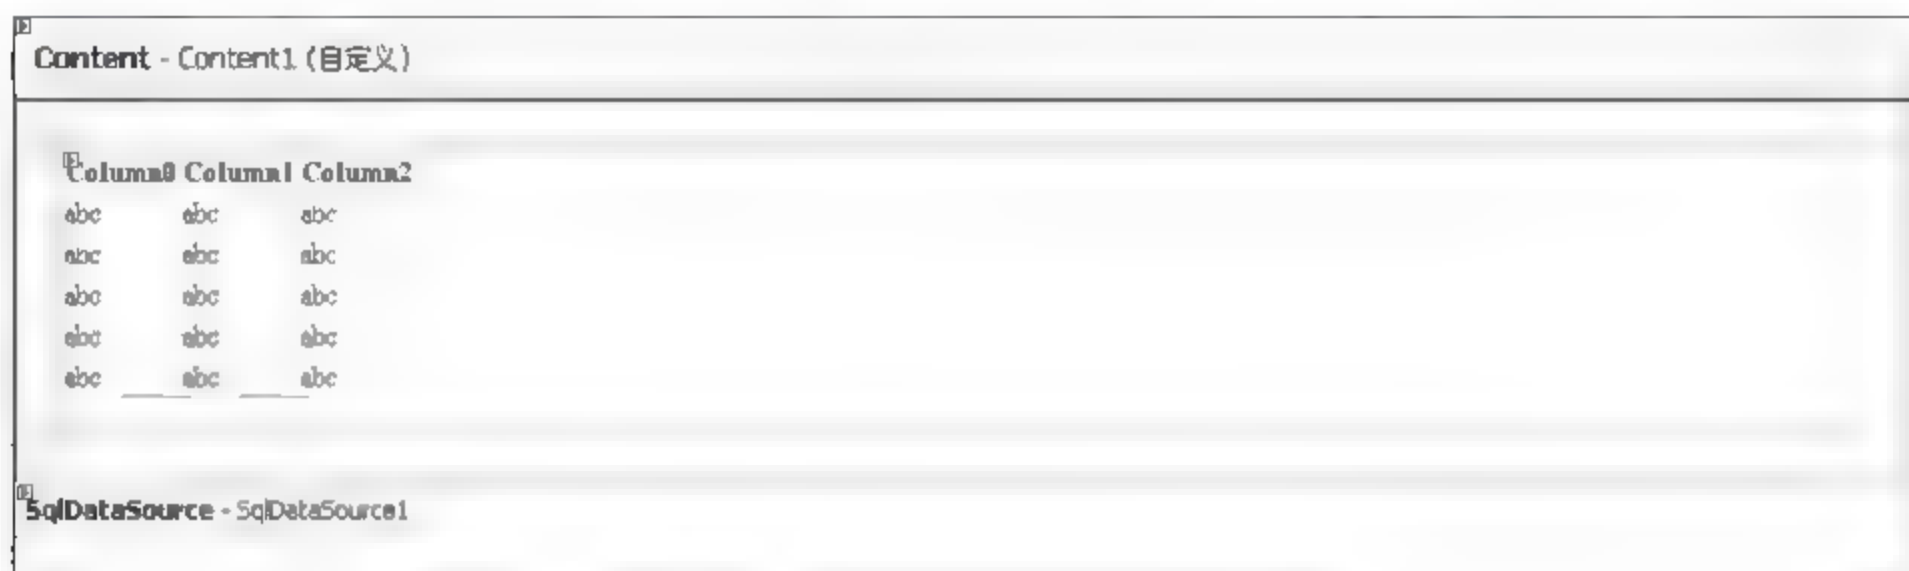 Content - Content1 (自定义)
Column0 Column1 Column2
abc abc abc
abc abc abc
abc abc abc
abc abc abc
abc abc abc
SqlDataSource - SqlDataSource1